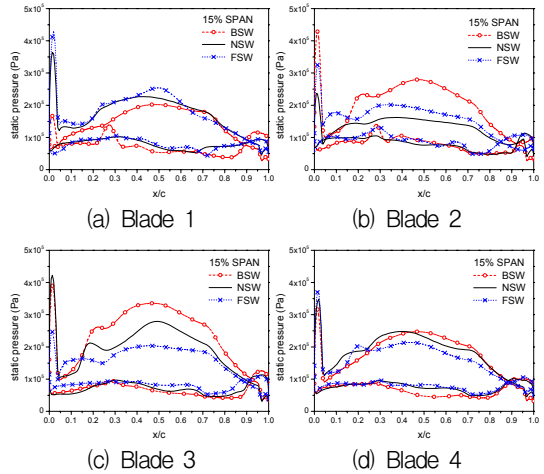 15% SPAN
BSW
NSW
FSW
static pressure (Pa)
5x10⁵
4x10⁵
3x10⁵
2x10⁵
1x10⁵
0
0.0 0.1 0.2 0.3 0.4 0.5 0.6 0.7 0.8 0.9 1.0
x/c
(a) Blade 1
15% SPAN
BSW
NSW
FSW
static pressure (Pa)
5x10⁵
4x10⁵
3x10⁵
2x10⁵
1x10⁵
0
0.0 0.1 0.2 0.3 0.4 0.5 0.6 0.7 0.8 0.9 1.0
x/c
(b) Blade 2
15% SPAN
BSW
NSW
FSW
static pressure (Pa)
5x10⁵
4x10⁵
3x10⁵
2x10⁵
1x10⁵
0
0.0 0.1 0.2 0.3 0.4 0.5 0.6 0.7 0.8 0.9 1.0
x/c
(c) Blade 3
15% SPAN
BSW
NSW
FSW
static pressure (Pa)
5x10⁵
4x10⁵
3x10⁵
2x10⁵
1x10⁵
0
0.0 0.1 0.2 0.3 0.4 0.5 0.6 0.7 0.8 0.9 1.0
x/c
(d) Blade 4